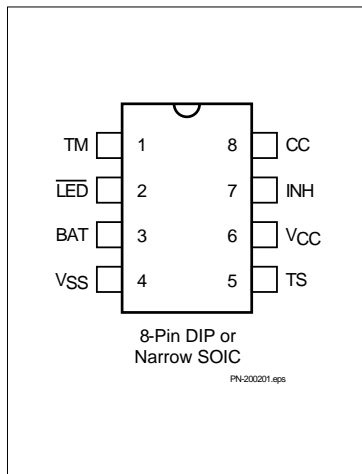 TM 1 8 CC
LED 2 7 INH
BAT 3 6 VCC
VSS 4 5 TS
8-Pin DIP or
Narrow SOIC
PN-200201.eps